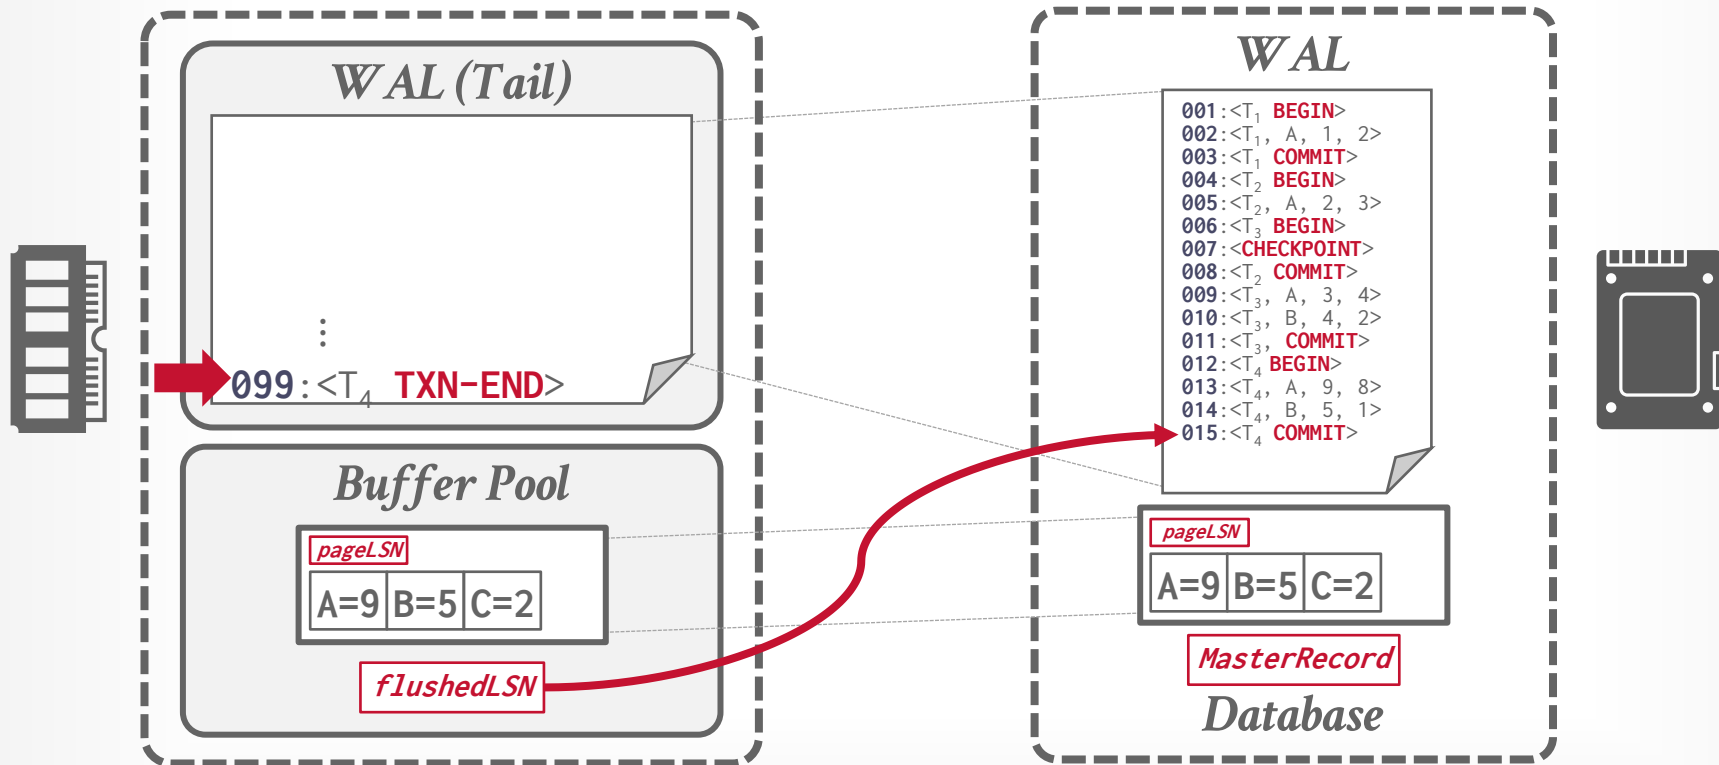 WAL (Tail)
⋮
099:<T4 TXN-END>
Buffer Pool
pageLSN
A=9 B=5 C=2
flushedLSN
WAL
001:<T1 BEGIN>
002:<T1, A, 1, 2>
003:<T1 COMMIT>
004:<T2 BEGIN>
005:<T2, A, 2, 3>
006:<T3 BEGIN>
007:<CHECKPOINT>
008:<T2 COMMIT>
009:<T3, A, 3, 4>
010:<T3, B, 4, 2>
011:<T3, COMMIT>
012:<T4 BEGIN>
013:<T4, A, 9, 8>
014:<T4, B, 5, 1>
015:<T4 COMMIT>
pageLSN
A=9 B=5 C=2
MasterRecord
Database